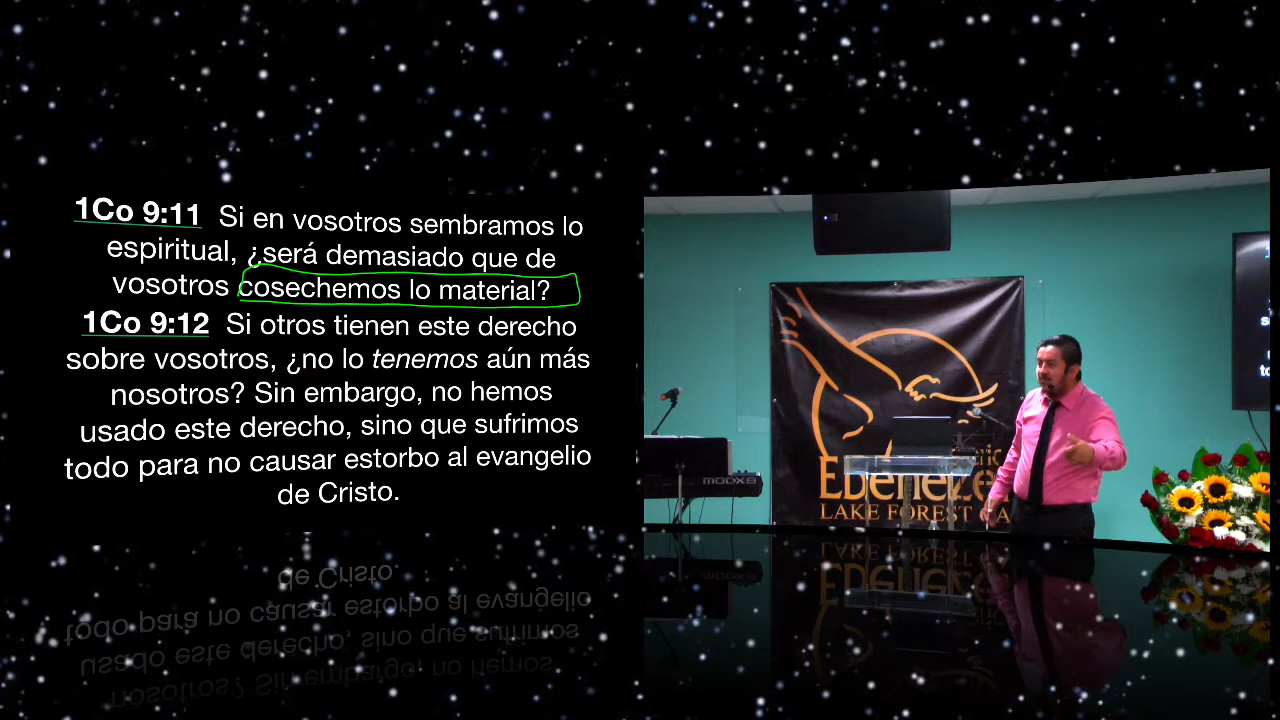 1Co 9:11 Si en vosotros sembramos lo
espiritual, ¿será demasiado que de
vosotros cosechemos lo material?
1Co 9:12 Si otros tienen este derecho
sobre vosotros, ¿no lo tenemos aún más
nosotros? Sin embargo, no hemos
usado este derecho, sino que sufrimos
todo para no causar estorbo al evangelio
de Cristo.
MODX8
Ebenezer
LAKE FOREST CA